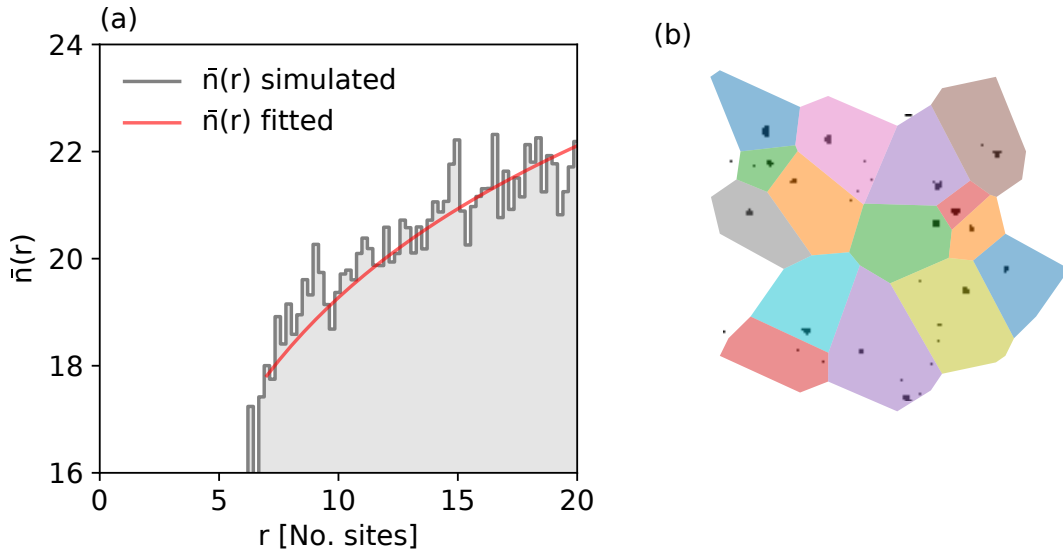 (a)
24
22
20
18
16
n̄(r)
n̄(r) simulated
n̄(r) fitted
0
5
10
15
20
r [No. sites]
(b)